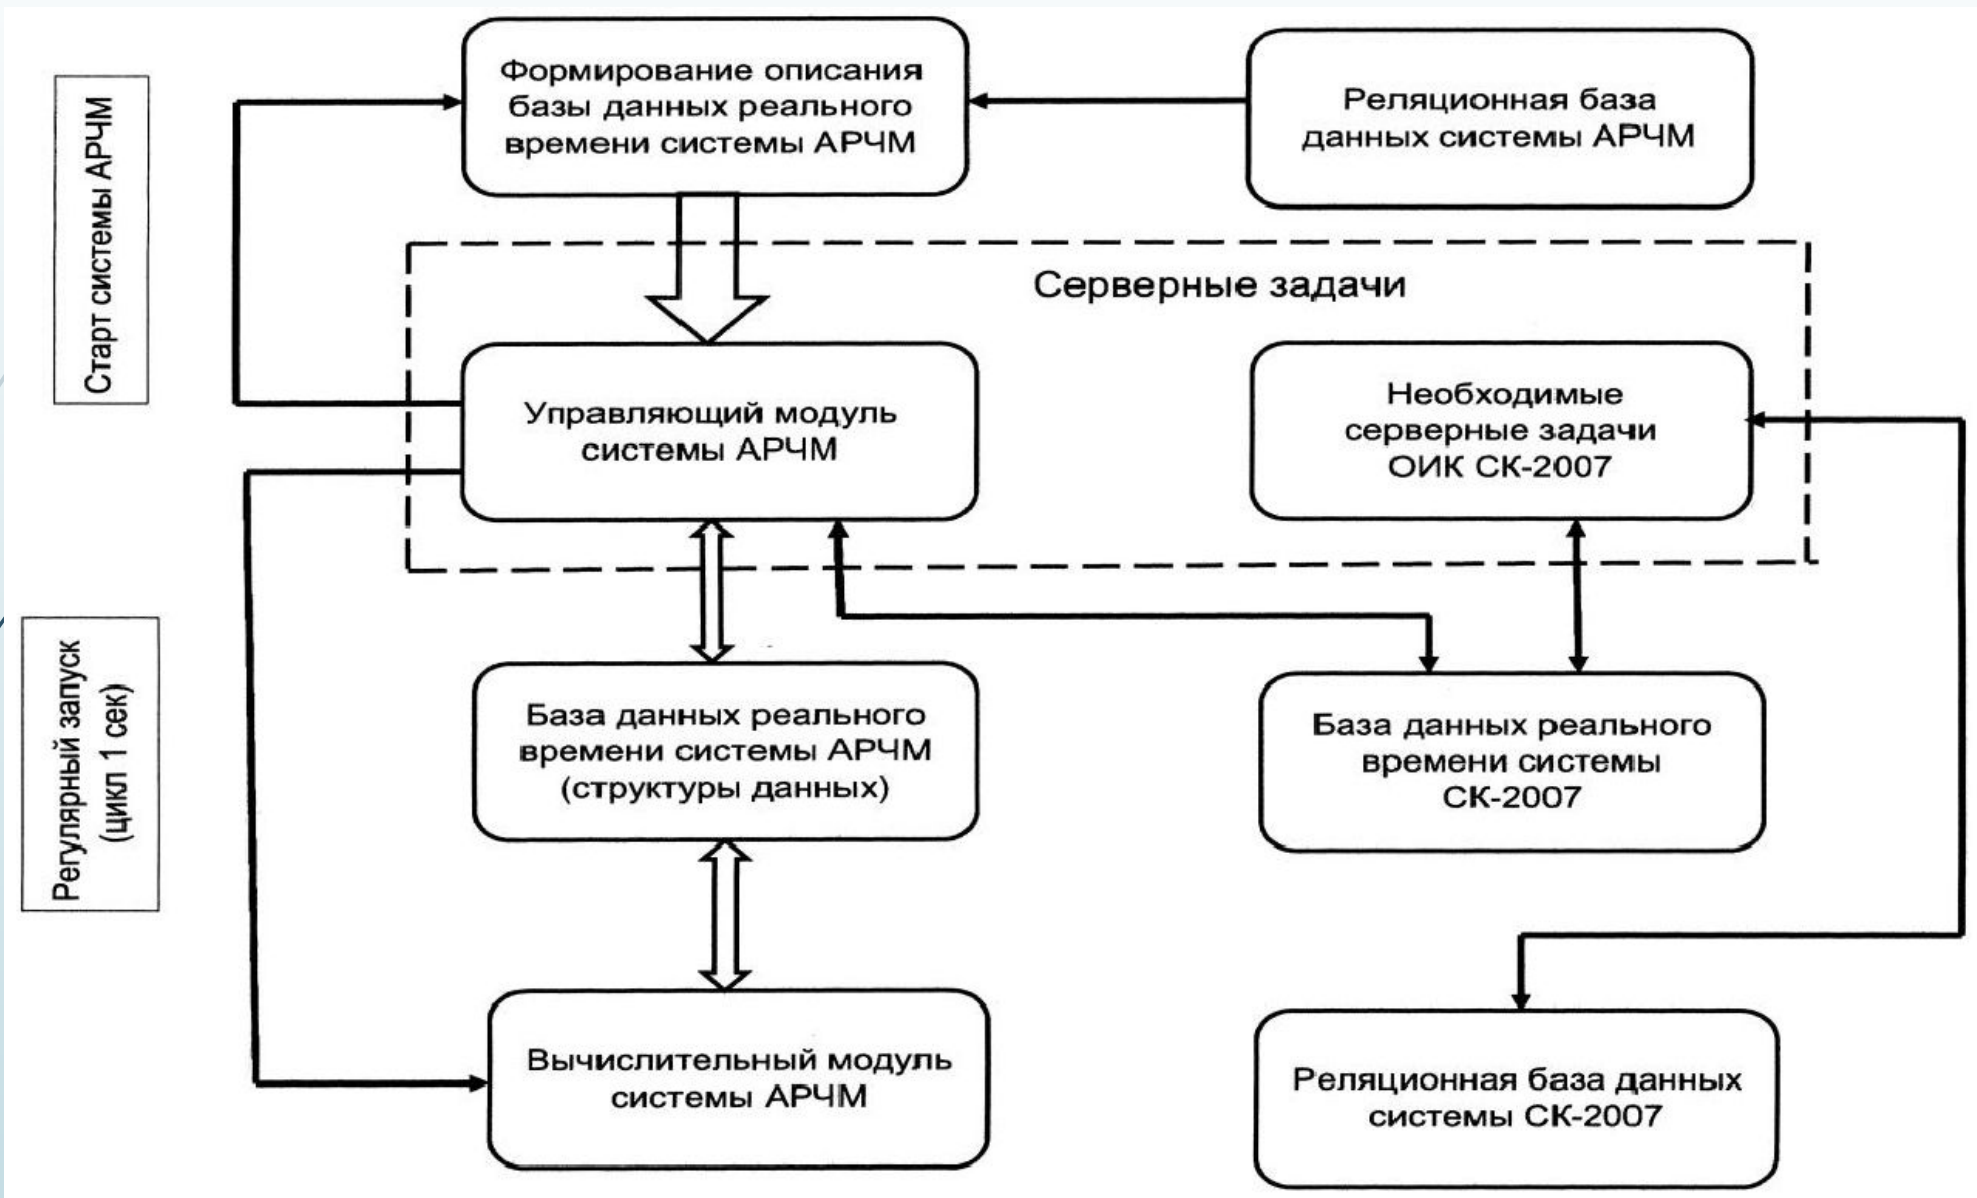 Старт системы АРЧМ
Формирование описания
базы данных реального
времени системы АРЧМ
Реляционная база
данных системы АРЧМ
Серверные задачи
Управляющий модуль
системы АРЧМ
Необходимые
серверные задачи
ОИК СК-2007
Регулярный запуск
(цикл 1 сек)
База данных реального
времени системы АРЧМ
(структуры данных)
База данных реального
времени системы
СК-2007
Вычислительный модуль
системы АРЧМ
Реляционная база данных
системы СК-2007